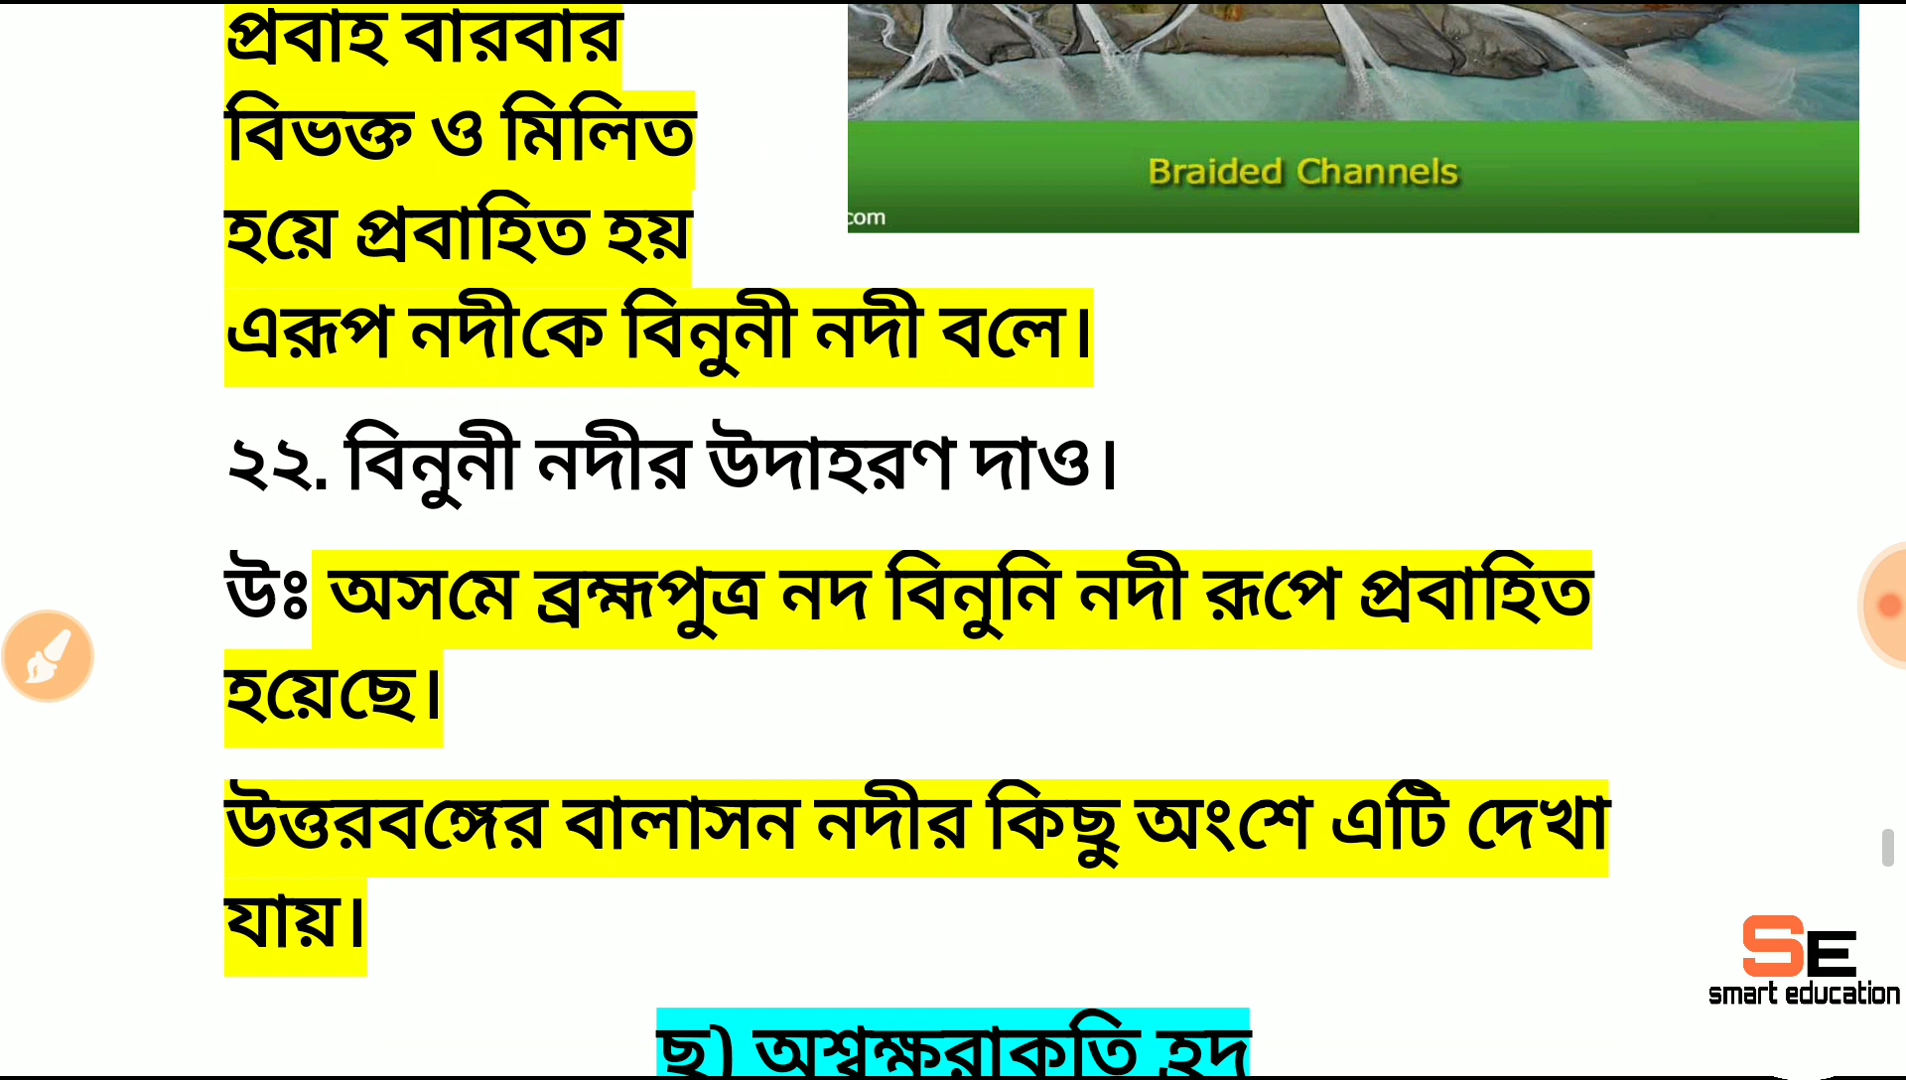 প্রবাহ বারবার
বিভক্ত ও মিলিত
হয়ে প্রবাহিত হয়
এরূপ নদীকে বিনুনী নদী বলে।
Braided Channels
com
২২. বিনুনী নদীর উদাহরণ দাও।
উঃ অসমে ব্রহ্মপুত্র নদ বিনুনি নদী রূপে প্রবাহিত
হয়েছে।
উত্তরবঙ্গের বালাসন নদীর কিছু অংশে এটি দেখা
যায়।
SE
smart education
ছ) অশ্বক্ষরাকৃতি হ্রদ